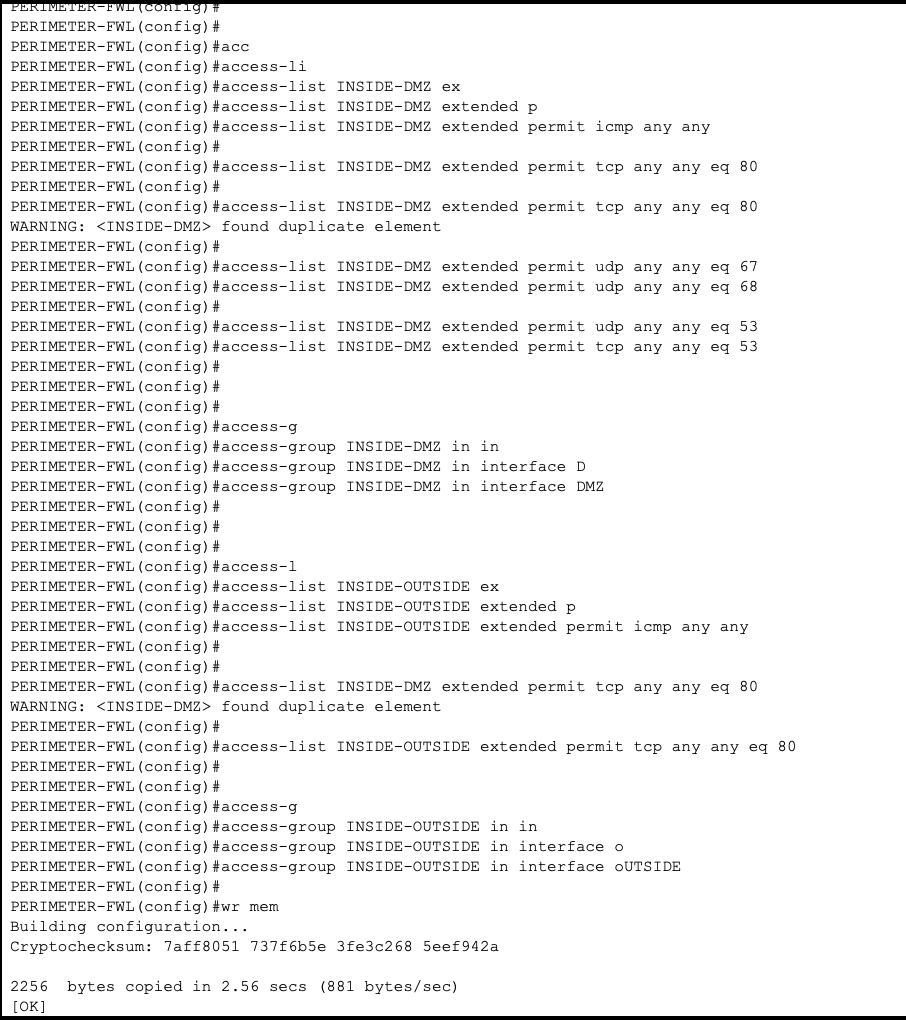 PERIMETER-FWL(config)#
PERIMETER-FWL(config)#
PERIMETER-FWL(config)#acc
PERIMETER-FWL(config)#access-li
PERIMETER-FWL(config)#access-list INSIDE-DMZ ex
PERIMETER-FWL(config)#access-list INSIDE-DMZ extended p
PERIMETER-FWL(config)#access-list INSIDE-DMZ extended permit icmp any any
PERIMETER-FWL(config)#
PERIMETER-FWL(config)#access-list INSIDE-DMZ extended permit tcp any any eq 80
PERIMETER-FWL(config)#
PERIMETER-FWL(config)#access-list INSIDE-DMZ extended permit tcp any any eq 80
WARNING: <INSIDE-DMZ> found duplicate element
PERIMETER-FWL(config)#
PERIMETER-FWL(config)#access-list INSIDE-DMZ extended permit udp any any eq 67
PERIMETER-FWL(config)#access-list INSIDE-DMZ extended permit udp any any eq 68
PERIMETER-FWL(config)#
PERIMETER-FWL(config)#access-list INSIDE-DMZ extended permit udp any any eq 53
PERIMETER-FWL(config)#access-list INSIDE-DMZ extended permit tcp any any eq 53
PERIMETER-FWL(config)#
PERIMETER-FWL(config)#
PERIMETER-FWL(config)#
PERIMETER-FWL(config)#access-g
PERIMETER-FWL(config)#access-group INSIDE-DMZ in in
PERIMETER-FWL(config)#access-group INSIDE-DMZ in interface D
PERIMETER-FWL(config)#access-group INSIDE-DMZ in interface DMZ
PERIMETER-FWL(config)#
PERIMETER-FWL(config)#
PERIMETER-FWL(config)#
PERIMETER-FWL(config)#access-l
PERIMETER-FWL(config)#access-list INSIDE-OUTSIDE ex
PERIMETER-FWL(config)#access-list INSIDE-OUTSIDE extended p
PERIMETER-FWL(config)#access-list INSIDE-OUTSIDE extended permit icmp any any
PERIMETER-FWL(config)#
PERIMETER-FWL(config)#
PERIMETER-FWL(config)#access-list INSIDE-DMZ extended permit tcp any any eq 80
WARNING: <INSIDE-DMZ> found duplicate element
PERIMETER-FWL(config)#
PERIMETER-FWL(config)#access-list INSIDE-OUTSIDE extended permit tcp any any eq 80
PERIMETER-FWL(config)#
PERIMETER-FWL(config)#
PERIMETER-FWL(config)#access-g
PERIMETER-FWL(config)#access-group INSIDE-OUTSIDE in in
PERIMETER-FWL(config)#access-group INSIDE-OUTSIDE in interface o
PERIMETER-FWL(config)#access-group INSIDE-OUTSIDE in interface oUTSIDE
PERIMETER-FWL(config)#
PERIMETER-FWL(config)#wr mem
Building configuration...
Cryptochecksum: 7aff8051 737f6b5e 3fe3c268 5eef942a
2256  bytes copied in 2.56 secs (881 bytes/sec)
[OK]